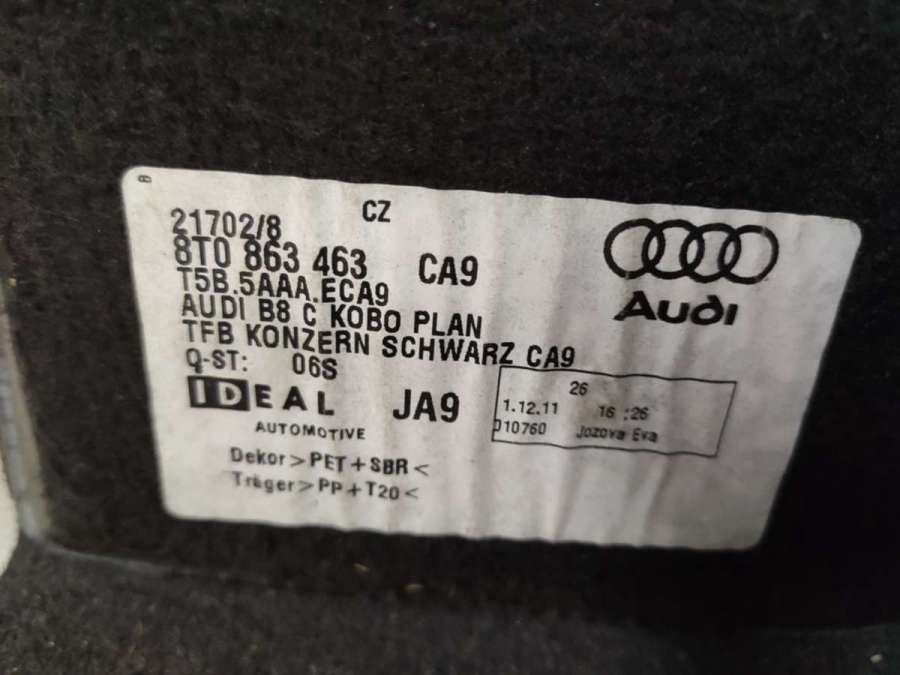 CZ
21702/8
8T0 863 463 CA9
T5B.5AAA.ECA9
AUDI B8 C KOBO PLAN
TFB KONZERN SCHWARZ CA9
Q-ST: 06S
IDEAL JA9
AUTOMOTIVE
Dekor>PET+SBR<
Träger>PP+T20<
Audi
26
1.12.11 16:26
010760 Jozova Eva